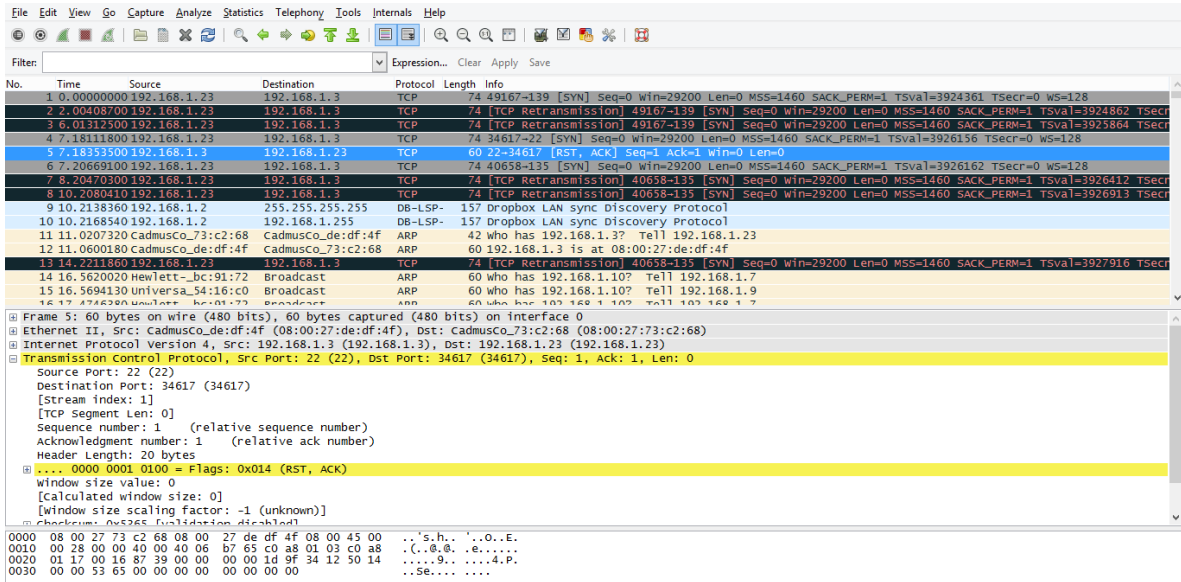 File Edit View Go Capture Analyze Statistics Telephony Tools Internals Help
Filter: Expression... Clear Apply Save
No. Time Source Destination Protocol Length Info
1 0.00000000 192.168.1.23 192.168.1.3 TCP 74 49167→139 [SYN] Seq=0 Win=29200 Len=0 MSS=1460 SACK_PERM=1 TSval=3924361 TSecr=0 WS=128
2 2.00408700 192.168.1.23 192.168.1.3 TCP 74 [TCP Retransmission] 49167→139 [SYN] Seq=0 Win=29200 Len=0 MSS=1460 SACK_PERM=1 TSval=3924862 TSecr
3 6.01312500 192.168.1.23 192.168.1.3 TCP 74 [TCP Retransmission] 49167→139 [SYN] Seq=0 Win=29200 Len=0 MSS=1460 SACK_PERM=1 TSval=3925864 TSecr
4 7.18111800 192.168.1.23 192.168.1.3 TCP 74 34617→22 [SYN] Seq=0 Win=29200 Len=0 MSS=1460 SACK_PERM=1 TSval=3926156 TSecr=0 WS=128
5 7.18353500 192.168.1.3 192.168.1.23 TCP 60 22→34617 [RST, ACK] Seq=1 Ack=1 Win=0 Len=0
6 7.20669100 192.168.1.23 192.168.1.3 TCP 74 40658→135 [SYN] Seq=0 Win=29200 Len=0 MSS=1460 SACK_PERM=1 TSval=3926162 TSecr=0 WS=128
7 8.20470300 192.168.1.23 192.168.1.3 TCP 74 [TCP Retransmission] 40658→135 [SYN] Seq=0 Win=29200 Len=0 MSS=1460 SACK_PERM=1 TSval=3926412 TSecr
8 10.2080410 192.168.1.23 192.168.1.3 TCP 74 [TCP Retransmission] 40658→135 [SYN] Seq=0 Win=29200 Len=0 MSS=1460 SACK_PERM=1 TSval=3926913 TSecr
9 10.2138360 192.168.1.2 255.255.255.255 DB-LSP- 157 Dropbox LAN sync Discovery Protocol
10 10.2168540 192.168.1.2 192.168.1.255 DB-LSP- 157 Dropbox LAN sync Discovery Protocol
11 11.0207320 CadmusCo_73:c2:68 CadmusCo_de:df:4f ARP 42 Who has 192.168.1.3? Tell 192.168.1.23
12 11.0600180 CadmusCo_de:df:4f CadmusCo_73:c2:68 ARP 60 192.168.1.3 is at 08:00:27:de:df:4f
13 14.2211860 192.168.1.23 192.168.1.3 TCP 74 [TCP Retransmission] 40658→135 [SYN] Seq=0 Win=29200 Len=0 MSS=1460 SACK_PERM=1 TSval=3927916 TSecr
14 16.5620020 Hewlett-_bc:91:72 Broadcast ARP 60 Who has 192.168.1.10? Tell 192.168.1.7
15 16.5694130 Universa_54:16:c0 Broadcast ARP 60 Who has 192.168.1.10? Tell 192.168.1.9
16 17.4746380 Hewlett-_bc:91:72 Broadcast ARP 60 Who has 192.168.1.10? Tell 192.168.1.7
Frame 5: 60 bytes on wire (480 bits), 60 bytes captured (480 bits) on interface 0
Ethernet II, Src: CadmusCo_de:df:4f (08:00:27:de:df:4f), Dst: CadmusCo_73:c2:68 (08:00:27:73:c2:68)
Internet Protocol Version 4, Src: 192.168.1.3 (192.168.1.3), Dst: 192.168.1.23 (192.168.1.23)
Transmission Control Protocol, Src Port: 22 (22), Dst Port: 34617 (34617), Seq: 1, Ack: 1, Len: 0
Source Port: 22 (22)
Destination Port: 34617 (34617)
[Stream index: 1]
[TCP Segment Len: 0]
Sequence number: 1 (relative sequence number)
Acknowledgment number: 1 (relative ack number)
Header Length: 20 bytes
.... 0000 0001 0100 = Flags: 0x014 (RST, ACK)
Window size value: 0
[Calculated window size: 0]
[Window size scaling factor: -1 (unknown)]
Checksum: 0x5365 [validation disabled]
0000 08 00 27 73 c2 68 08 00 27 de df 4f 08 00 45 00 ..'s.h.. '..O..E.
0010 00 28 00 00 40 00 40 06 b7 65 c0 a8 01 03 c0 a8 .(..@.@. .e......
0020 01 17 00 16 87 39 00 00 00 00 1d 9f 34 12 50 14 .....9.. ....4.P.
0030 00 00 53 65 00 00 00 00 00 00 00 00 ..Se.... ....